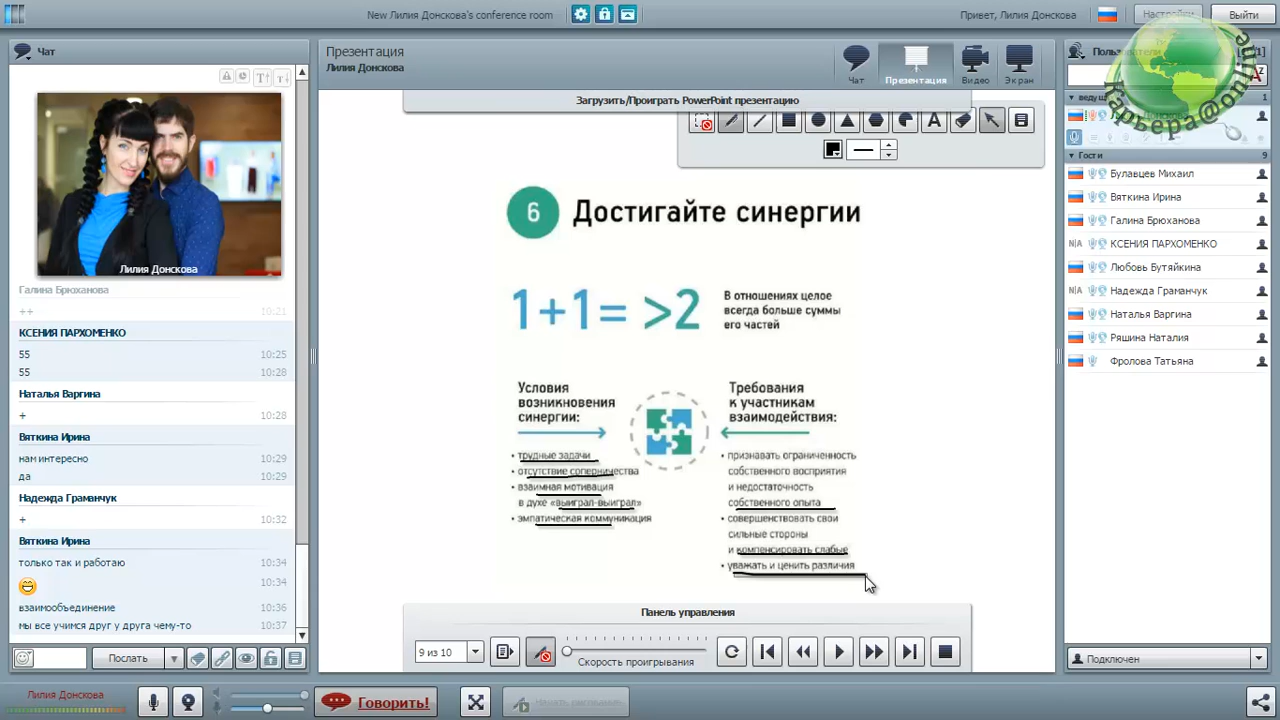 New Лилия Донскова's conference room
Привет, Лилия Донскова
Настройки
Выйти
Чат
Лилия Донскова
Галина Брюханова
++ 10:21
КСЕНИЯ ПАРХОМЕНКО
55 10:25
55 10:28
Наталья Варгина
+ 10:28
Вяткина Ирина
нам интересно 10:29
да 10:29
Надежда Граманчук
+ 10:32
Вяткина Ирина
только так и работаю 10:34
10:34
взаимообъединение 10:36
мы все учимся друг у друга чему-то 10:37
Послать
Презентация
Лилия Донскова
Чат
Презентация
Видео
Экран
Загрузить/Проиграть PowerPoint презентацию
6 Достигайте синергии
1+1= >2
В отношениях целое
всегда больше суммы
его частей
Условия
возникновения
синергии:
• трудные задачи
• отсутствие соперничества
• взаимная мотивация
в духе «выиграл-выиграл»
• эмпатическая коммуникация
Требования
к участникам
взаимодействия:
• признавать ограниченность
собственного восприятия
и недостаточность
собственного опыта
• совершенствовать свои
сильные стороны
и компенсировать слабые
• уважать и ценить различия
Панель управления
9 из 10
Скорость проигрывания
Карьера@online
ведущ 1
Гости 9
Булавцев Михаил
Вяткина Ирина
Галина Брюханова
N/A КСЕНИЯ ПАРХОМЕНКО
Любовь Бутяйкина
N/A Надежда Граманчук
Наталья Варгина
Ряшина Наталия
Фролова Татьяна
Подключен
Лилия Донскова
Говорить!